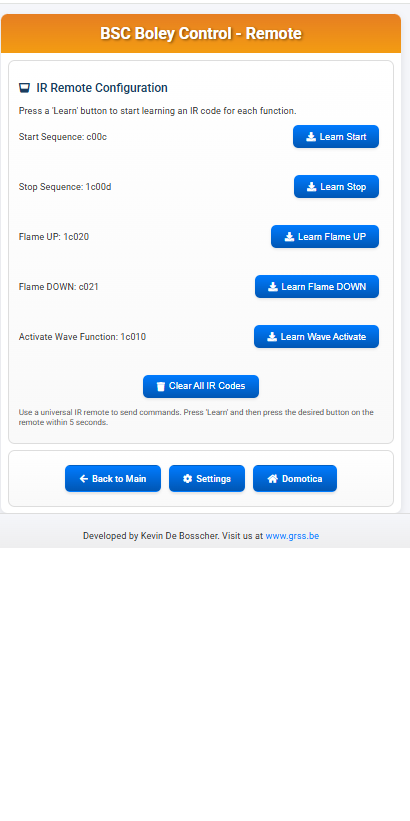 BSC Boley Control - Remote
IR Remote Configuration
Press a 'Learn' button to start learning an IR code for each function.
Start Sequence: c00c
Learn Start
Stop Sequence: 1c00d
Learn Stop
Flame UP: 1c020
Learn Flame UP
Flame DOWN: c021
Learn Flame DOWN
Activate Wave Function: 1c010
Learn Wave Activate
Clear All IR Codes
Use a universal IR remote to send commands. Press 'Learn' and then press the desired button on the
remote within 5 seconds.
Back to Main
Settings
Domotica
Developed by Kevin De Bosscher. Visit us at www.grss.be